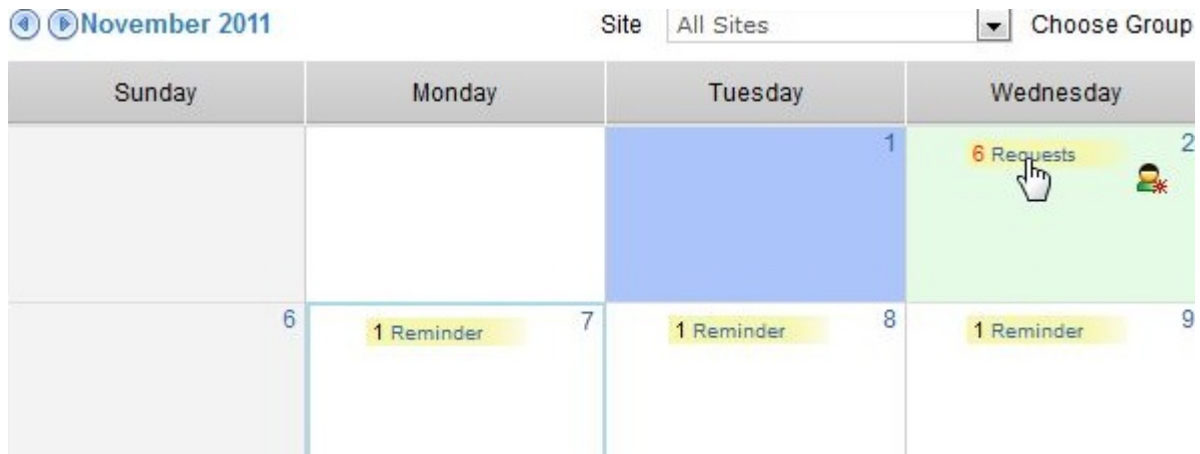 November 2011 Site All Sites Choose Group
Sunday Monday Tuesday Wednesday
1 2
6 Requests
6 7 8 9
1 Reminder 1 Reminder 1 Reminder